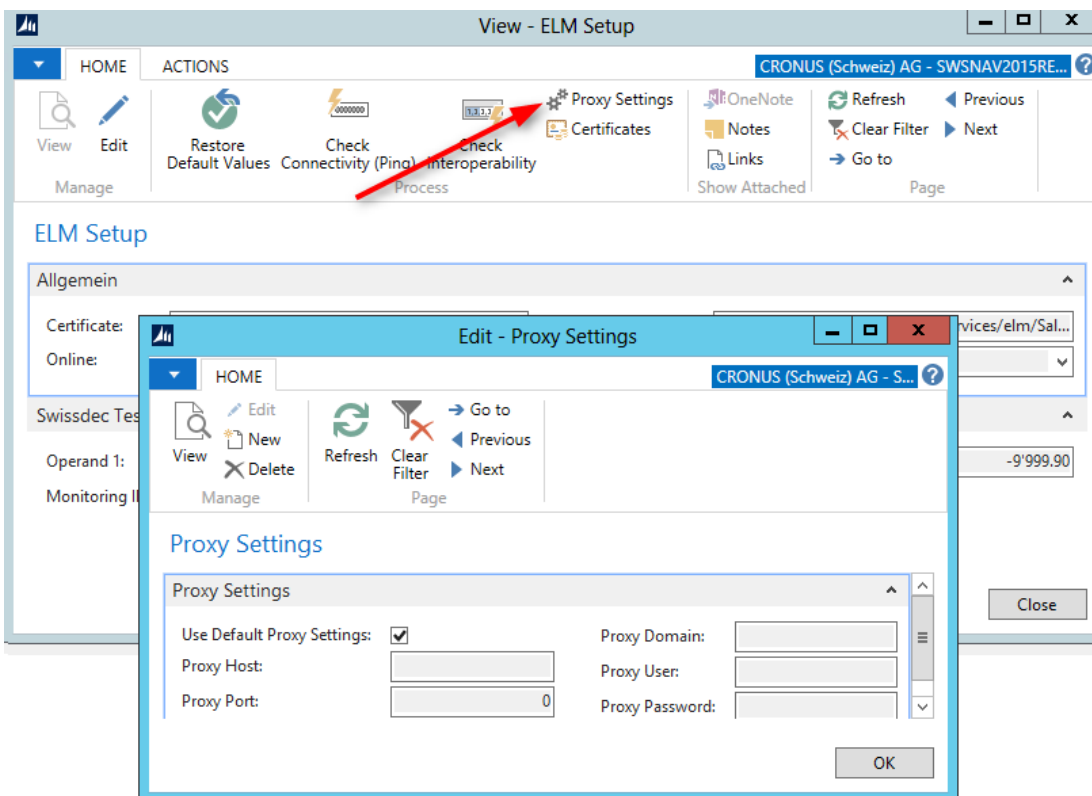 View - ELM Setup
HOME ACTIONS CRONUS (Schweiz) AG - SWSNAV2015RE... ?
View
Edit
Restore
Default Values
Check
Connectivity (Ping)
Check
Interoperability
Proxy Settings
Certificates
OneNote
Notes
Links
Refresh
Clear Filter
Go to
Previous
Next
Manage Process Show Attached Page
ELM Setup
Allgemein
Certificate: rvices/elm/Sal...
Online:
Swissdec Tes
Operand 1: -9'999.90
Monitoring I
Close
Edit - Proxy Settings
HOME CRONUS (Schweiz) AG - S... ?
View
Edit
New
Delete
Refresh
Clear
Filter
Go to
Previous
Next
Manage Page
Proxy Settings
Proxy Settings
Use Default Proxy Settings: Proxy Domain:
Proxy Host: Proxy User:
Proxy Port: 0 Proxy Password:
OK